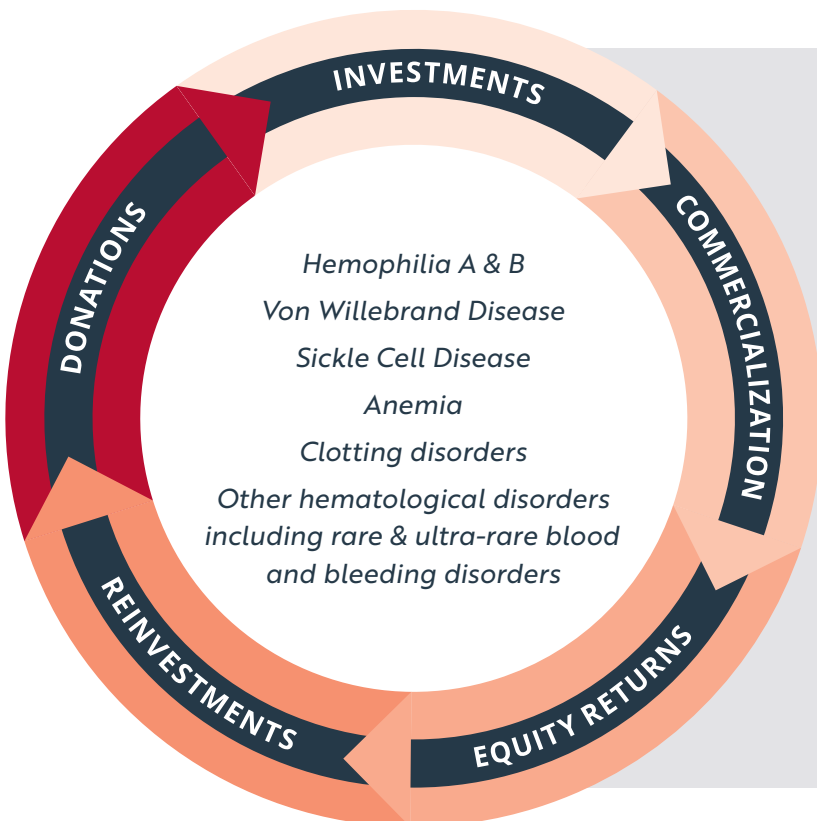 INVESTMENTS
COMMERCIALIZATION
EQUITY RETURNS
REINVESTMENTS
DONATIONS
Hemophilia A & B
Von Willebrand Disease
Sickle Cell Disease
Anemia
Clotting disorders
Other hematological disorders
including rare & ultra-rare blood
and bleeding disorders